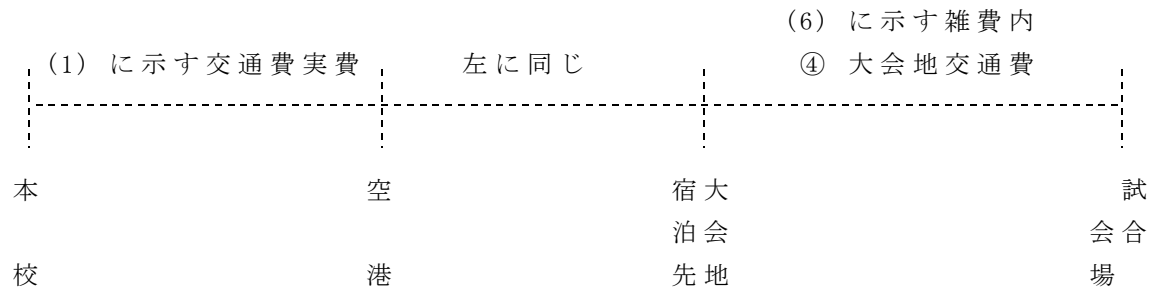 (6) に示す雑費内
(1) に示す交通費実費
左に同じ
④ 大会地交通費
本校
空港
大会地
宿泊先
試合
会場